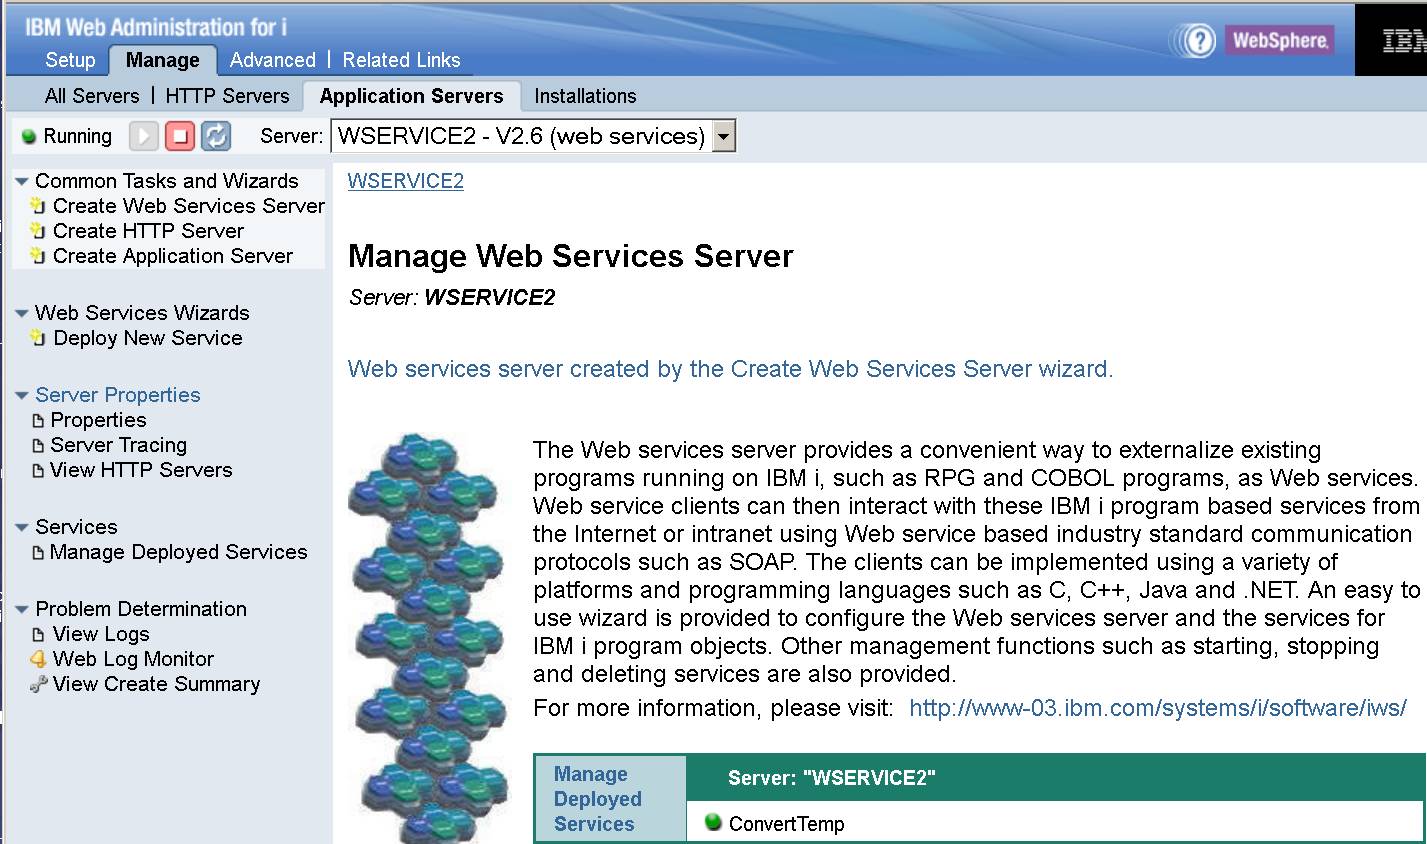 IBM Web Administration for i
Setup Manage Advanced | Related Links
? WebSphere. IBM
All Servers | HTTP Servers Application Servers Installations
Running Server: WSERVICE2 - V2.6 (web services)
Common Tasks and Wizards
Create Web Services Server
Create HTTP Server
Create Application Server
Web Services Wizards
Deploy New Service
Server Properties
Properties
Server Tracing
View HTTP Servers
Services
Manage Deployed Services
Problem Determination
View Logs
Web Log Monitor
View Create Summary
WSERVICE2
Manage Web Services Server
Server: WSERVICE2
Web services server created by the Create Web Services Server wizard.
The Web services server provides a convenient way to externalize existing
programs running on IBM i, such as RPG and COBOL programs, as Web services.
Web service clients can then interact with these IBM i program based services from
the Internet or intranet using Web service based industry standard communication
protocols such as SOAP. The clients can be implemented using a variety of
platforms and programming languages such as C, C++, Java and .NET. An easy to
use wizard is provided to configure the Web services server and the services for
IBM i program objects. Other management functions such as starting, stopping
and deleting services are also provided.
For more information, please visit: http://www-03.ibm.com/systems/i/software/iws/
Manage
Deployed
Services
Server: "WSERVICE2"
ConvertTemp